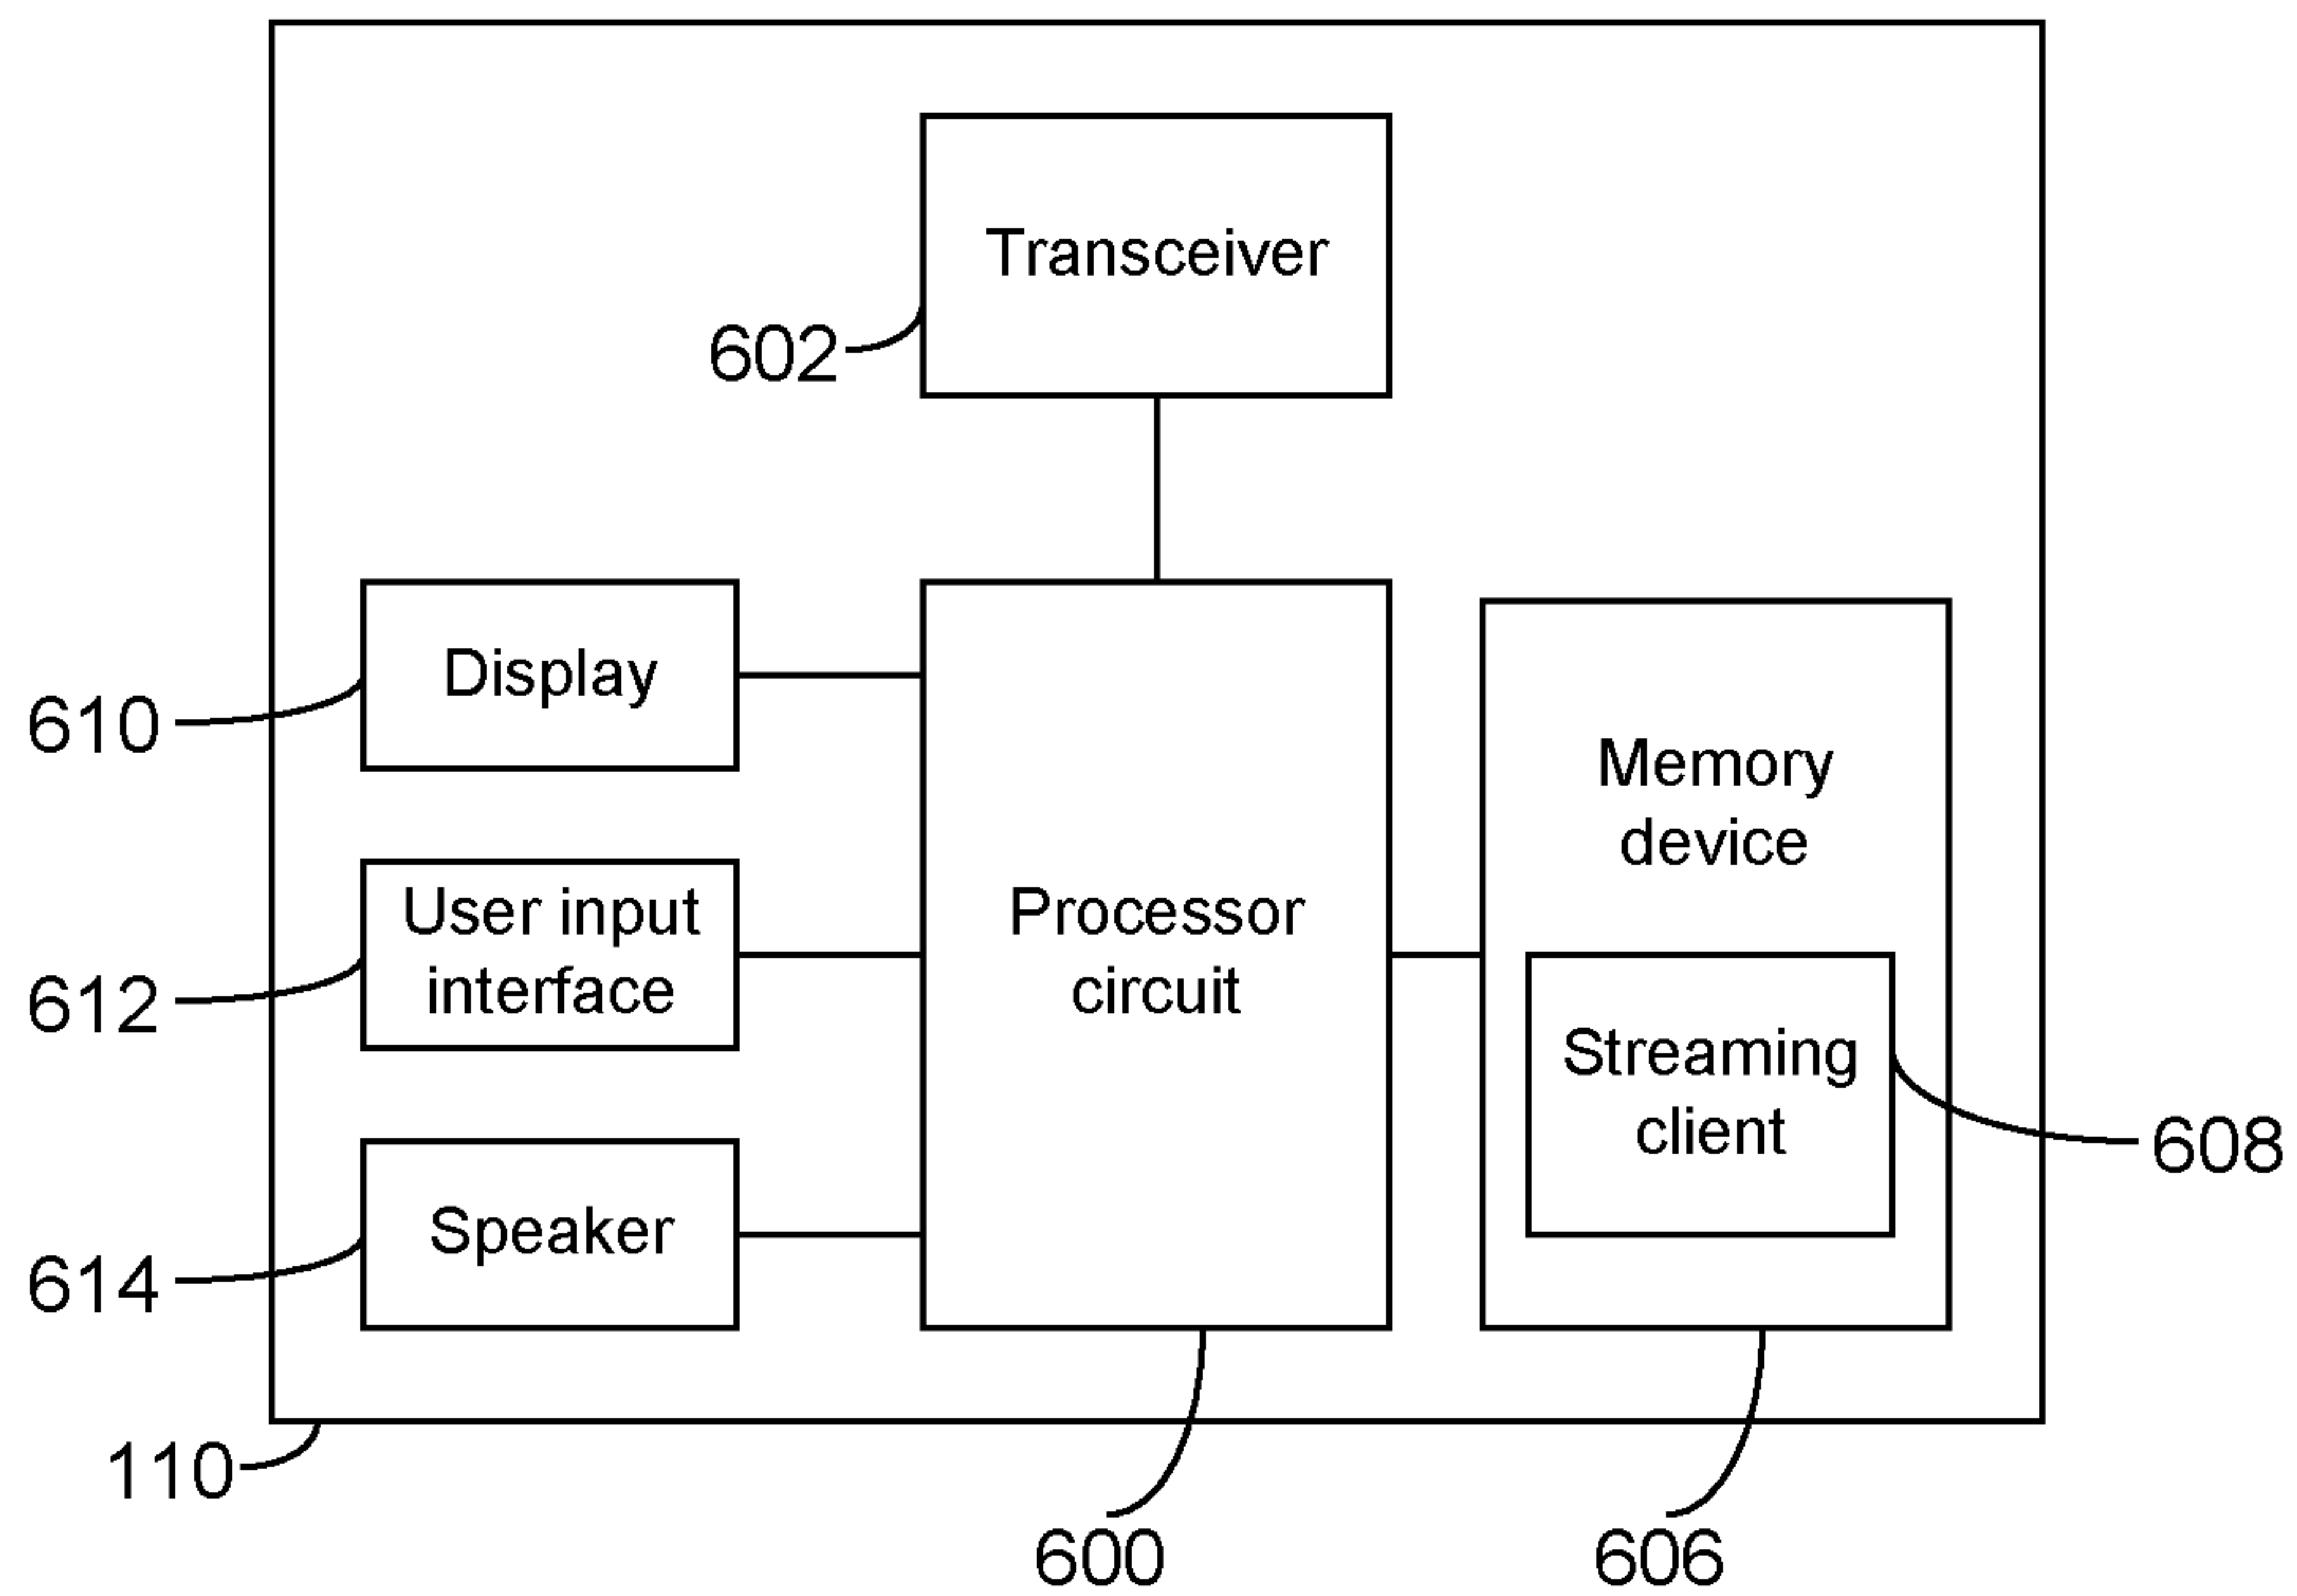 Transceiver
602
Display
610
User input
interface
612
Speaker
614
Processor
circuit
Memory
device
Streaming
client
608
110
600
606